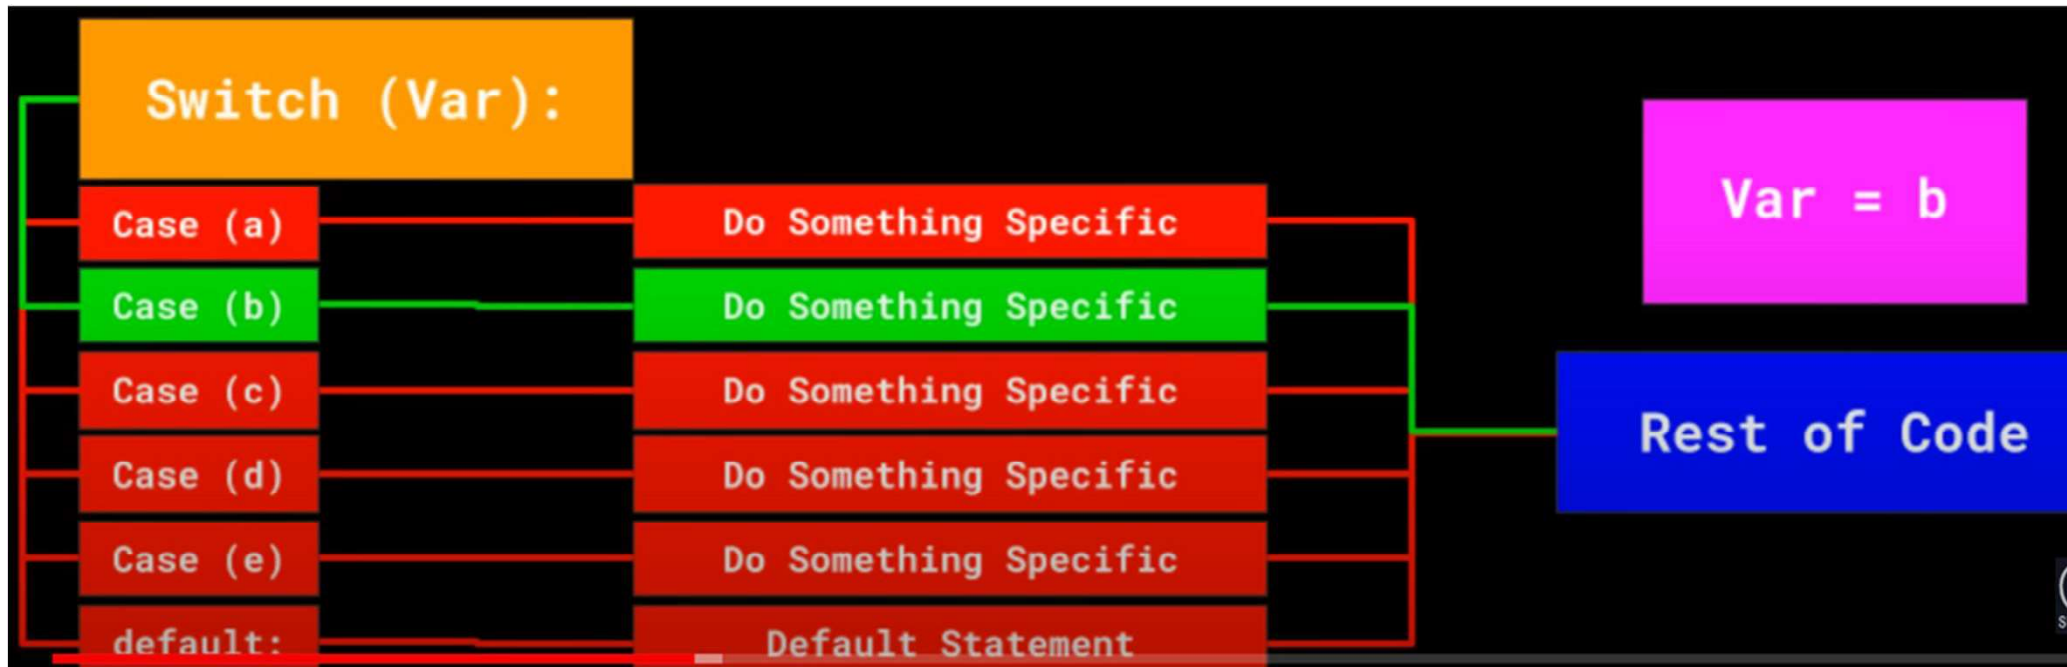 Switch (Var):
Case (a) Do Something Specific
Case (b) Do Something Specific
Case (c) Do Something Specific
Case (d) Do Something Specific
Case (e) Do Something Specific
default: Default Statement
Var = b
Rest of Code